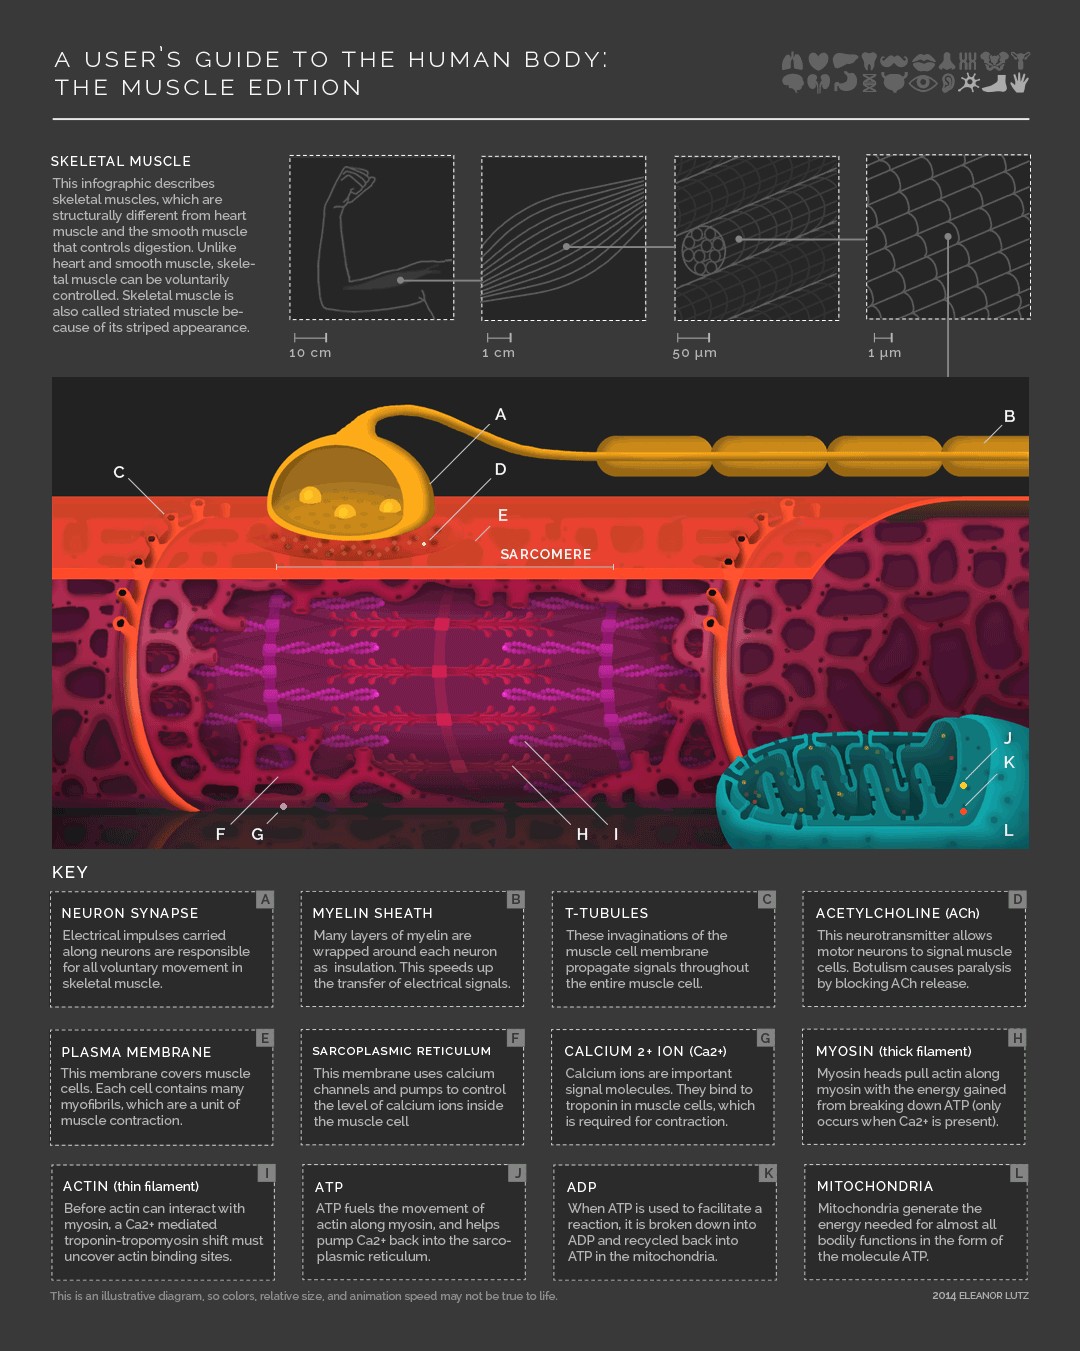 A USER'S GUIDE TO THE HUMAN BODY:
THE MUSCLE EDITION
SKELETAL MUSCLE
This infographic describes
skeletal muscles, which are
structurally different from heart
muscle and the smooth muscle
that controls digestion. Unlike
heart and smooth muscle, skele-
tal muscle can be voluntarily
controlled. Skeletal muscle is
also called striated muscle be-
cause of its striped appearance.
10 cm
1 cm
50 µm
1 µm
A
B
C
D
E
SARCOMERE
J
K
L
F
G
H
I
KEY
A
NEURON SYNAPSE
Electrical impulses carried
along neurons are responsible
for all voluntary movement in
skeletal muscle.
B
MYELIN SHEATH
Many layers of myelin are
wrapped around each neuron
as insulation. This speeds up
the transfer of electrical signals.
C
T-TUBULES
These invaginations of the
muscle cell membrane
propagate signals throughout
the entire muscle cell.
D
ACETYLCHOLINE (ACh)
This neurotransmitter allows
motor neurons to signal muscle
cells. Botulism causes paralysis
by blocking ACh release.
E
PLASMA MEMBRANE
This membrane covers muscle
cells. Each cell contains many
myofibrils, which are a unit of
muscle contraction.
F
SARCOPLASMIC RETICULUM
This membrane uses calcium
channels and pumps to control
the level of calcium ions inside
the muscle cell
G
CALCIUM 2+ ION (Ca2+)
Calcium ions are important
signal molecules. They bind to
troponin in muscle cells, which
is required for contraction.
H
MYOSIN (thick filament)
Myosin heads pull actin along
myosin with the energy gained
from breaking down ATP (only
occurs when Ca2+ is present).
I
ACTIN (thin filament)
Before actin can interact with
myosin, a Ca2+ mediated
troponin-tropomyosin shift must
uncover actin binding sites.
J
ATP
ATP fuels the movement of
actin along myosin, and helps
pump Ca2+ back into the sarco-
plasmic reticulum.
K
ADP
When ATP is used to facilitate a
reaction, it is broken down into
ADP and recycled back into
ATP in the mitochondria.
L
MITOCHONDRIA
Mitochondria generate the
energy needed for almost all
bodily functions in the form of
the molecule ATP.
This is an illustrative diagram, so colors, relative size, and animation speed may not be true to life.
2014 ELEANOR LUTZ